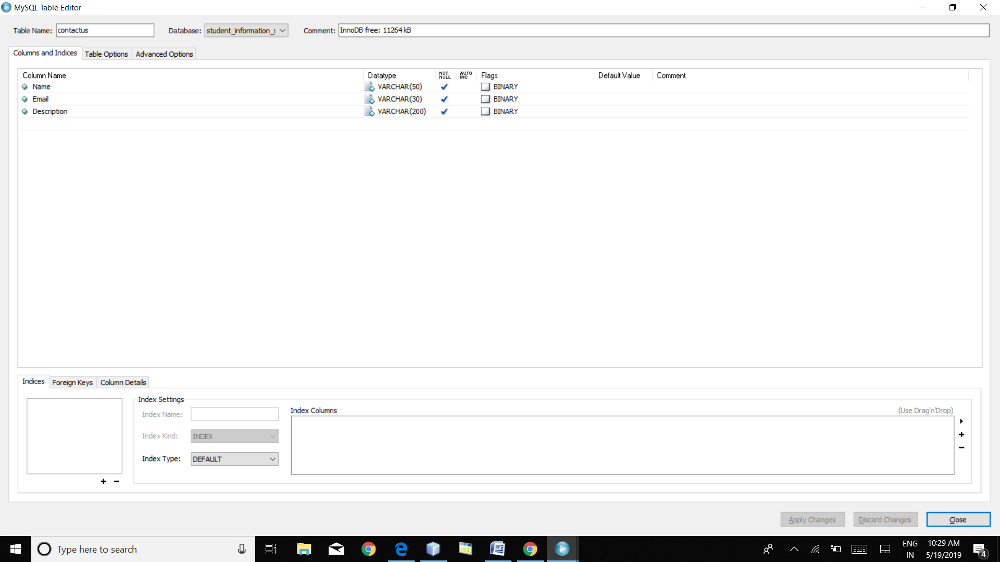 MySQL Table Editor
Table Name: contactus Database: student_information_s Comment: InnoDB free: 11264 kB
Columns and Indices Table Options Advanced Options
Column Name Datatype NOT NULL AUTO INC Flags Default Value Comment
Name VARCHAR(50) BINARY
Email VARCHAR(30) BINARY
Description VARCHAR(200) BINARY
Indices Foreign Keys Column Details
Index Settings
Index Name:
Index Kind: INDEX
Index Type: DEFAULT
Index Columns (Use Drag'n'Drop)
Apply Changes Discard Changes Close
Type here to search
ENG
IN
10:29 AM
5/19/2019
4